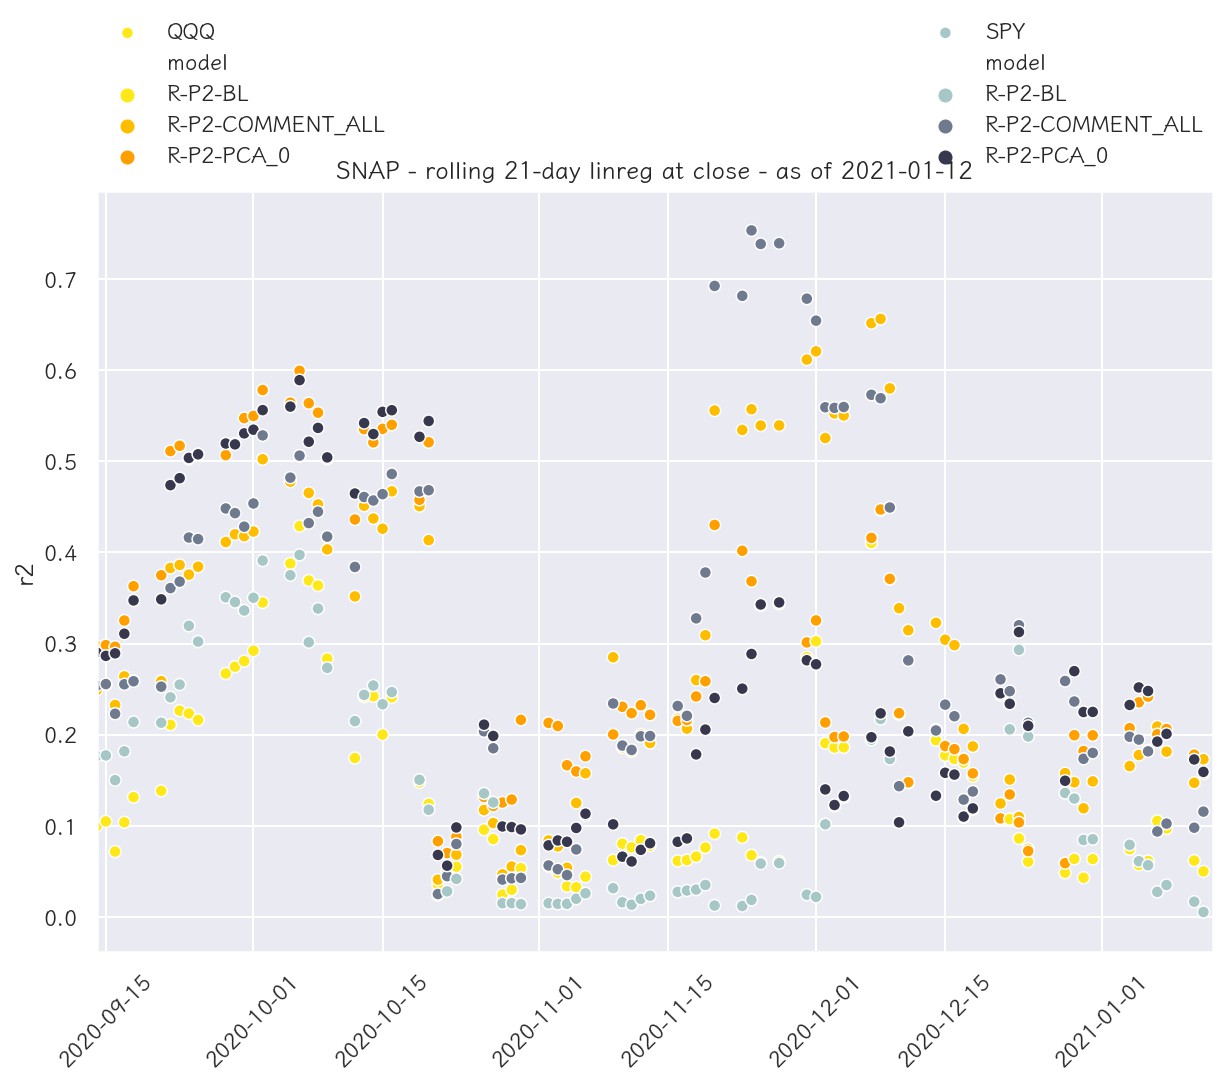 QQQ
model
R-P2-BL
R-P2-COMMENT_ALL
R-P2-PCA_0
SPY
model
R-P2-BL
R-P2-COMMENT_ALL
R-P2-PCA_0
SNAP - rolling 21-day linreg at close - as of 2021-01-12
0.7
0.6
0.5
0.4
0.3
0.2
0.1
0.0
r2
2020-09-15
2020-10-01
2020-10-15
2020-11-01
2020-11-15
2020-12-01
2020-12-15
2021-01-01